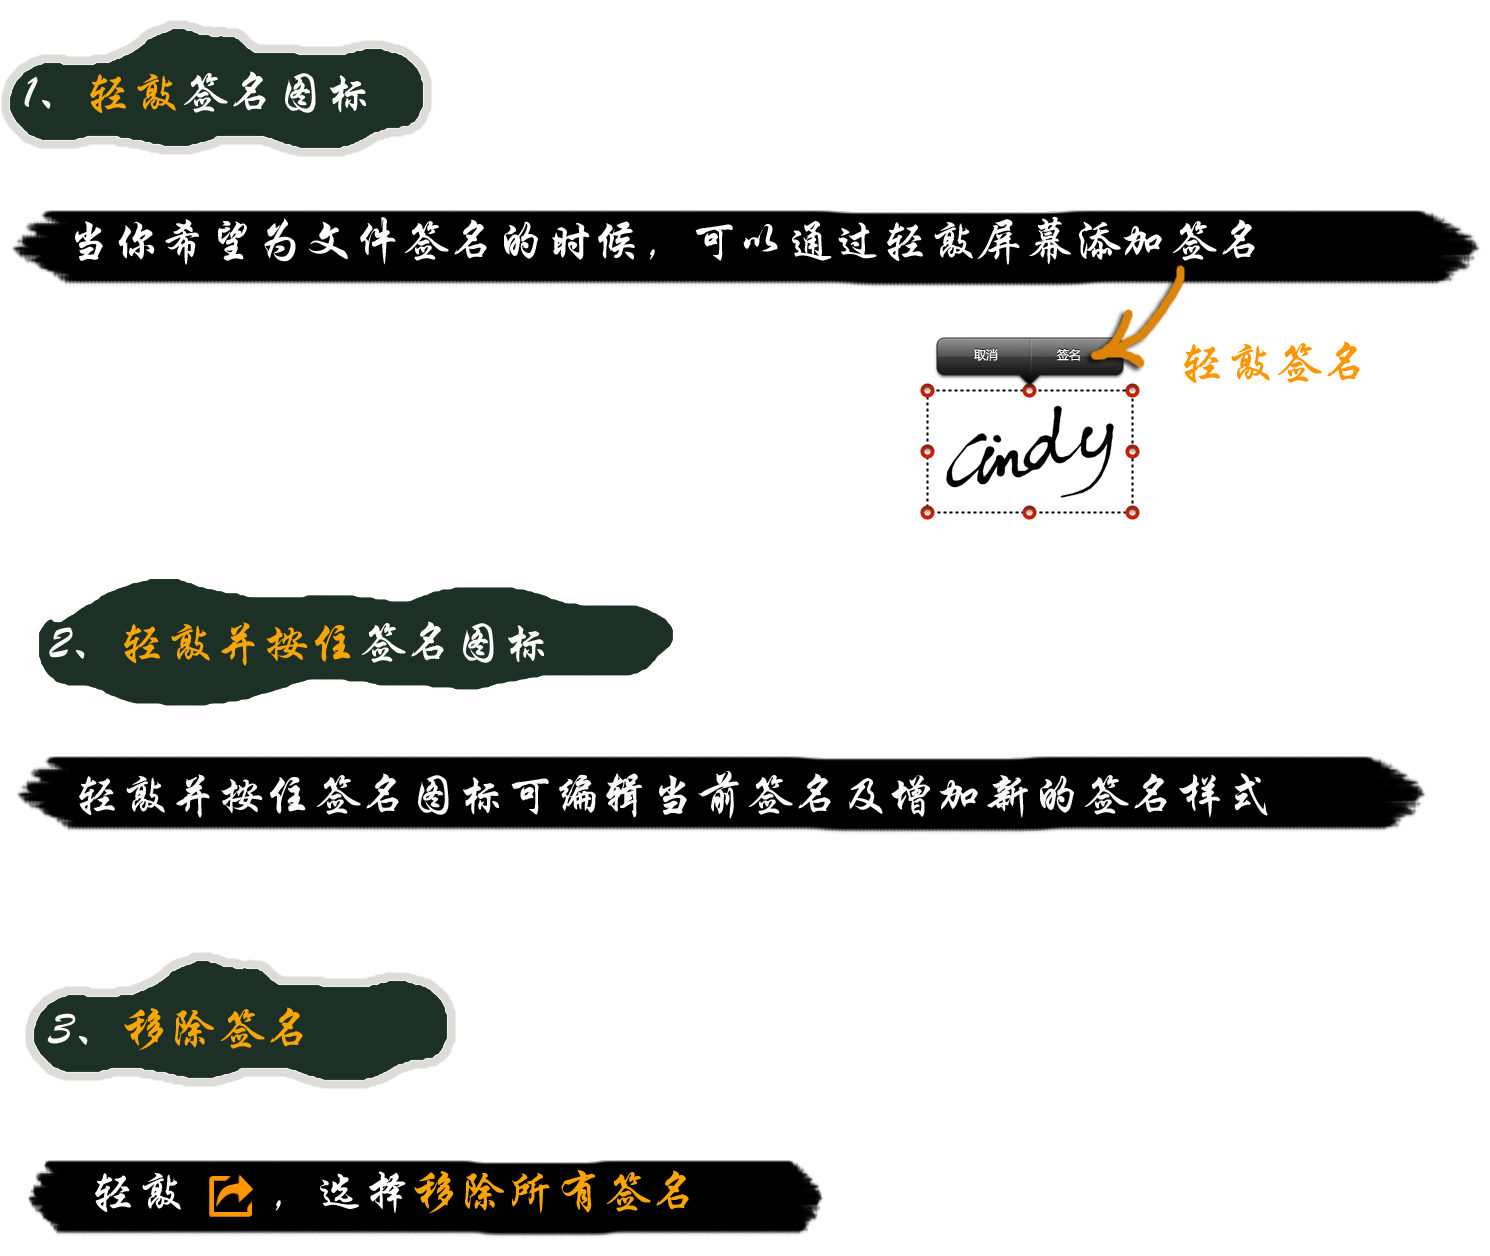 1、轻敲签名图标
当你希望为文件签名的时候，可以通过轻敲屏幕添加签名
取消 签名
轻敲签名
Cindy
2、轻敲并按住签名图标
轻敲并按住签名图标可编辑当前签名及增加新的签名样式
3、移除签名
轻敲 ，选择移除所有签名